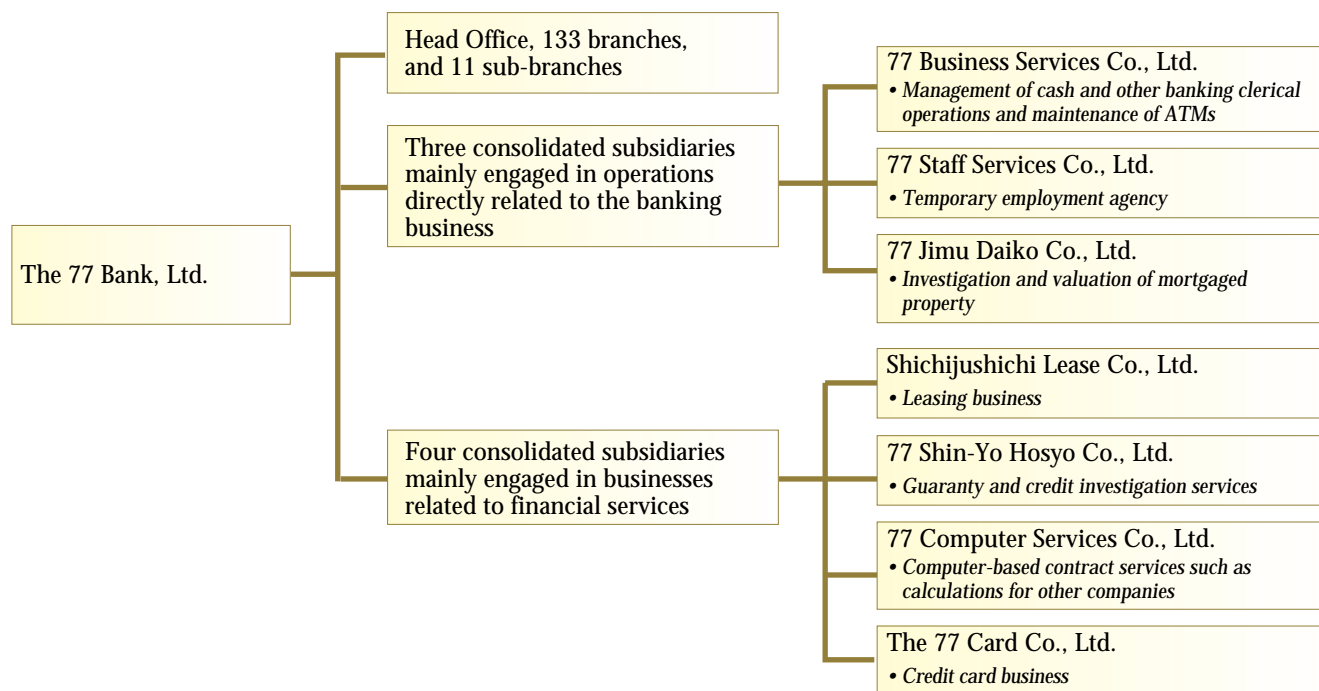 The 77 Bank, Ltd.
Head Office, 133 branches,
and 11 sub-branches
Three consolidated subsidiaries
mainly engaged in operations
directly related to the banking
business
77 Business Services Co., Ltd.
• Management of cash and other banking clerical
operations and maintenance of ATMs
77 Staff Services Co., Ltd.
• Temporary employment agency
77 Jimu Daiko Co., Ltd.
• Investigation and valuation of mortgaged
property
Four consolidated subsidiaries
mainly engaged in businesses
related to financial services
Shichijushichi Lease Co., Ltd.
• Leasing business
77 Shin-Yo Hosyo Co., Ltd.
• Guaranty and credit investigation services
77 Computer Services Co., Ltd.
• Computer-based contract services such as
calculations for other companies
The 77 Card Co., Ltd.
• Credit card business